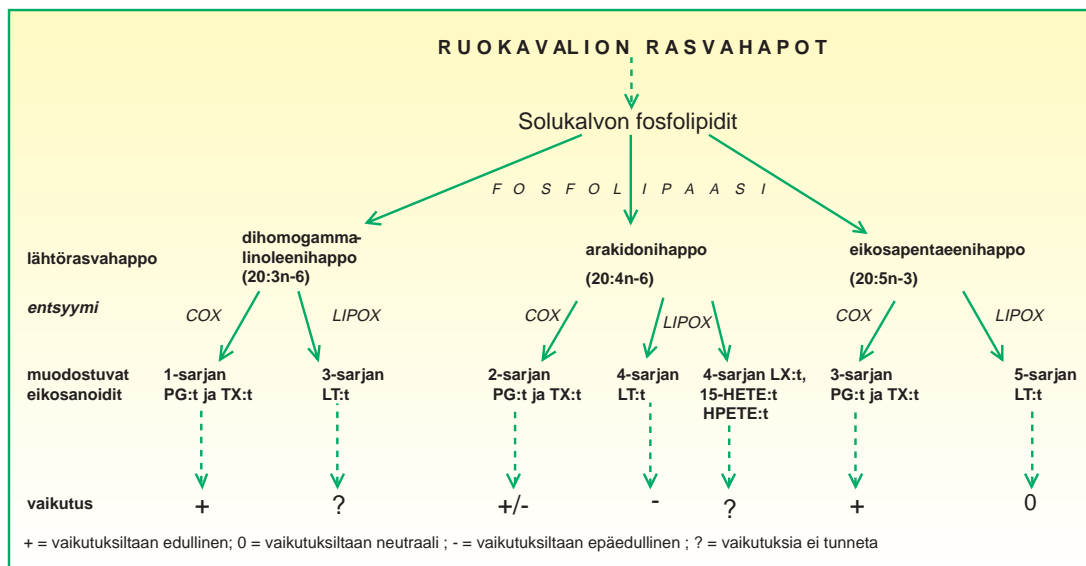 RUOKAVALION RASVAHAPOT
Solukalvon fosfolipidit
FOSFOLIPAASI
lähtörasvahappo
dihomogamma-
linoleenihappo
(20:3n-6)
arakidonihappo
(20:4n-6)
eikosapentaeenihappo
(20:5n-3)
entsyymi
COX LIPOX COX LIPOX COX LIPOX
muodostuvat
eikosanoidit
1-sarjan
PG:t ja TX:t
3-sarjan
LT:t
2-sarjan
PG:t ja TX:t
4-sarjan
LT:t
4-sarjan LX:t,
15-HETE:t
HPETE:t
3-sarjan
PG:t ja TX:t
5-sarjan
LT:t
vaikutus + ? +/- - ? + 0
+ = vaikutuksiltaan edullinen; 0 = vaikutuksiltaan neutraali ; - = vaikutuksiltaan epäedullinen ; ? = vaikutuksia ei tunneta